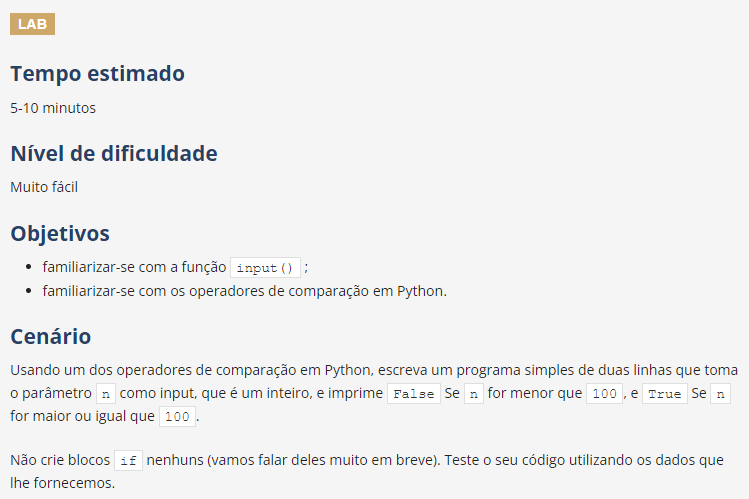 LAB
Tempo estimado
5-10 minutos
Nível de dificuldade
Muito fácil
Objetivos
• familiarizar-se com a função input() ;
• familiarizar-se com os operadores de comparação em Python.
Cenário
Usando um dos operadores de comparação em Python, escreva um programa simples de duas linhas que toma
o parâmetro n como input, que é um inteiro, e imprime False Se n for menor que 100 , e True Se n
for maior ou igual que 100 .
Não crie blocos if nenhuns (vamos falar deles muito em breve). Teste o seu código utilizando os dados que
lhe fornecemos.